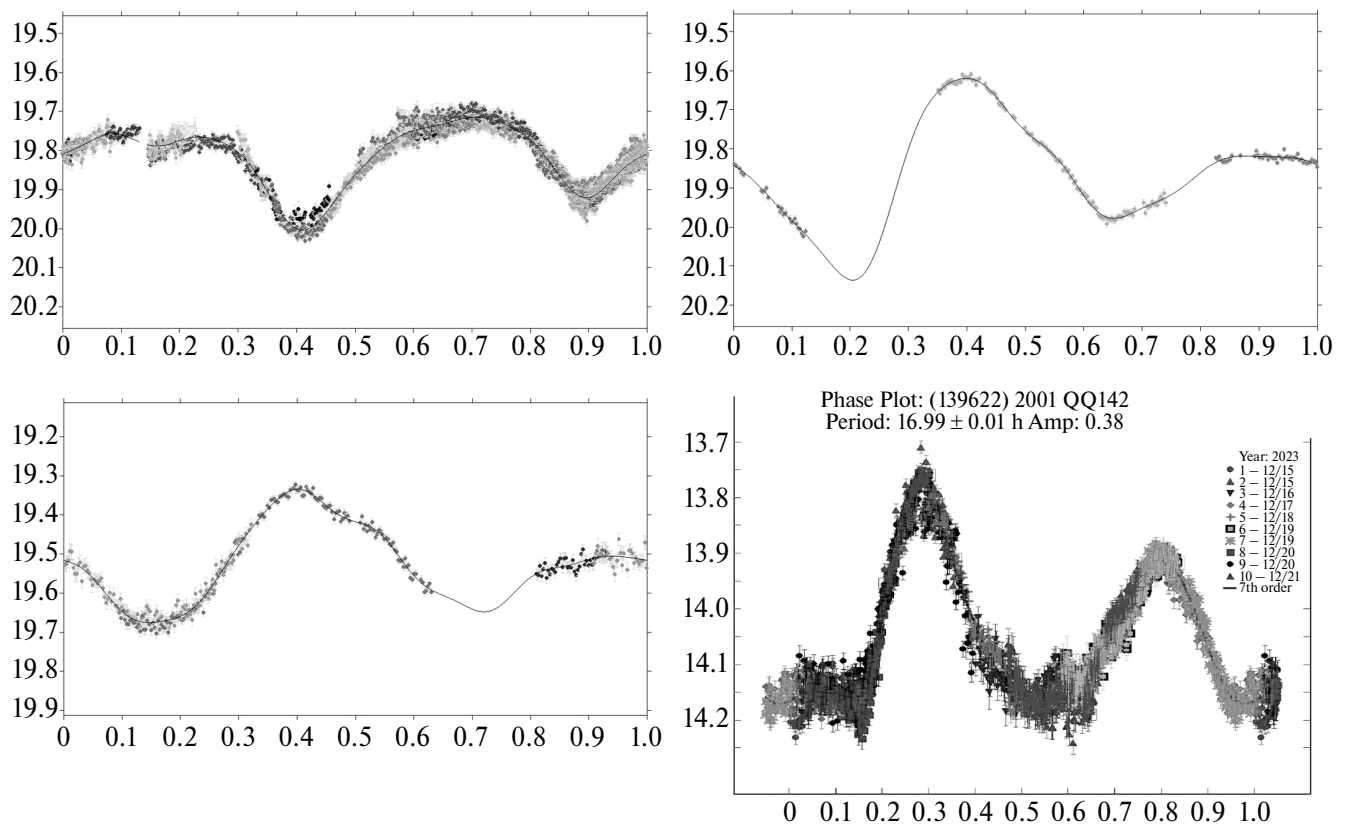 19.5
19.6
19.7
19.8
19.9
20.0
20.1
20.2
0 0.1 0.2 0.3 0.4 0.5 0.6 0.7 0.8 0.9 1.0
19.5
19.6
19.7
19.8
19.9
20.0
20.1
20.2
0 0.1 0.2 0.3 0.4 0.5 0.6 0.7 0.8 0.9 1.0
19.2
19.3
19.4
19.5
19.6
19.7
19.8
19.9
0 0.1 0.2 0.3 0.4 0.5 0.6 0.7 0.8 0.9 1.0
Phase Plot: (139622) 2001 QQ142
Period: 16.99 ± 0.01 h Amp: 0.38
13.7
13.8
13.9
14.0
14.1
14.2
Year: 2023
1 – 12/15
2 – 12/15
3 – 12/16
4 – 12/17
5 – 12/18
6 – 12/19
7 – 12/19
8 – 12/20
9 – 12/20
10 – 12/21
7th order
0 0.1 0.2 0.3 0.4 0.5 0.6 0.7 0.8 0.9 1.0